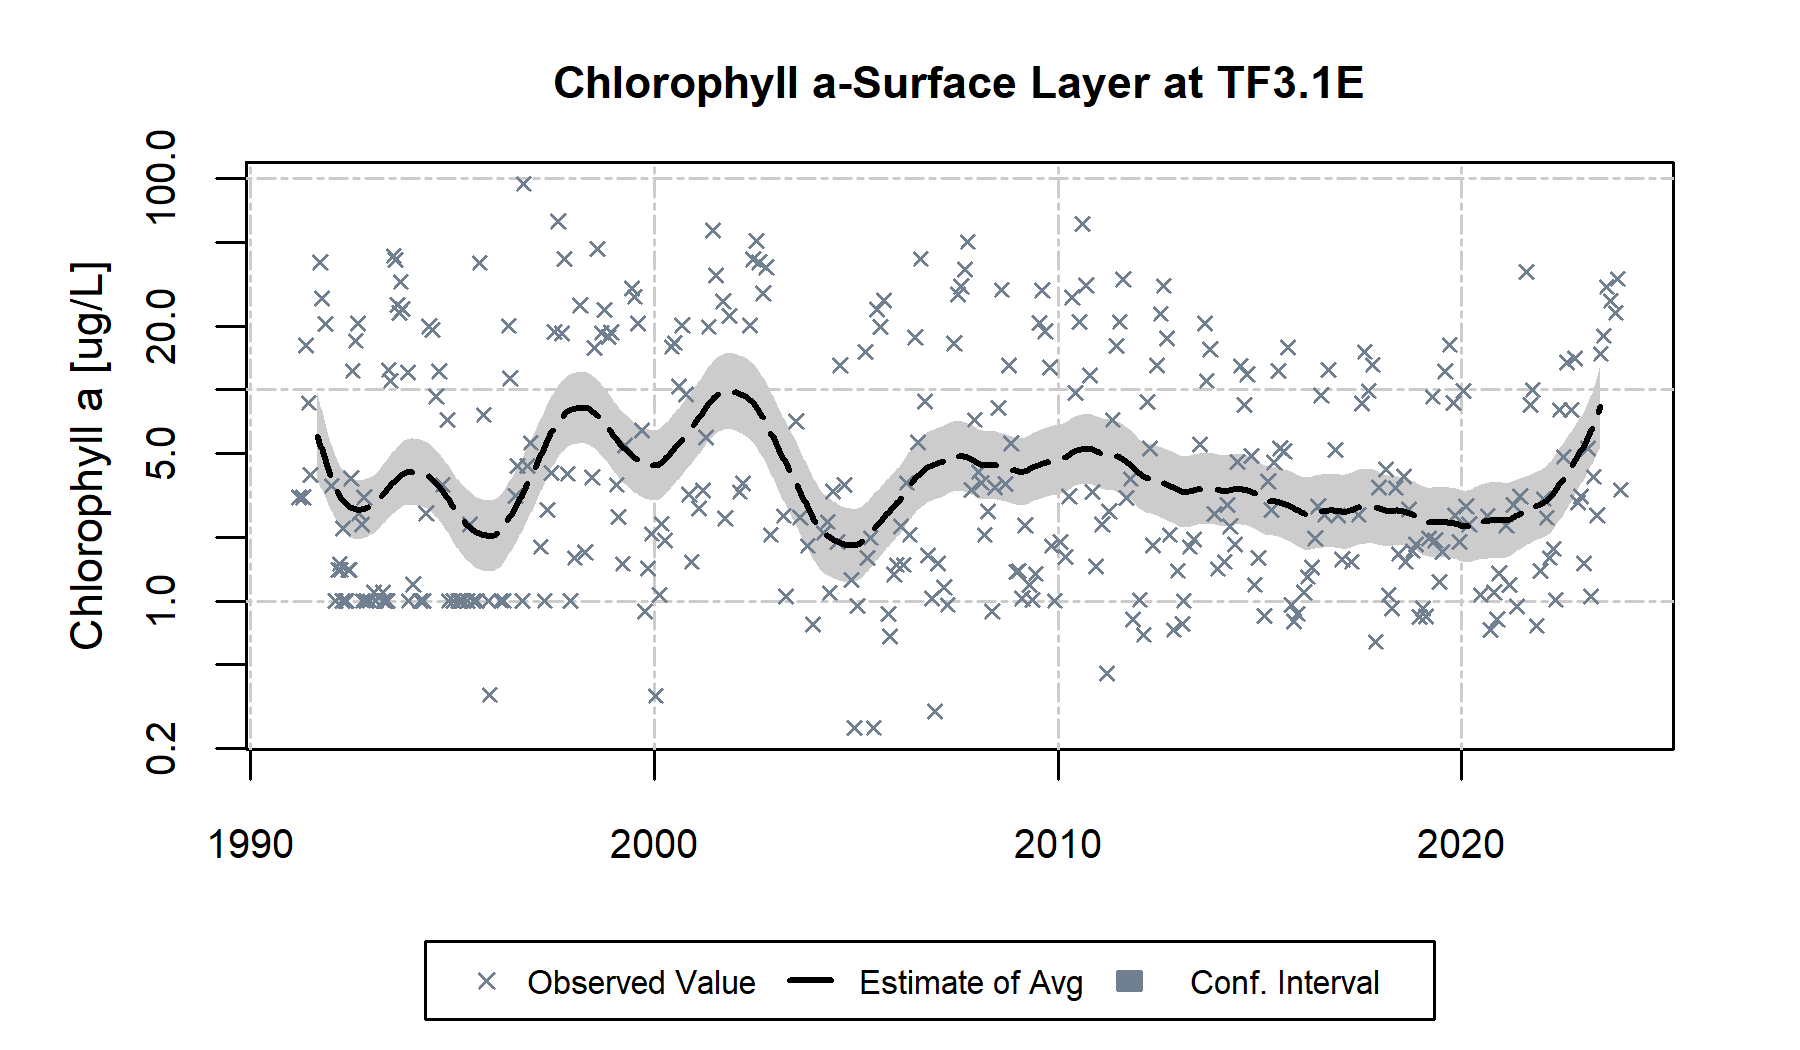 Chlorophyll a-Surface Layer at TF3.1E
Chlorophyll a [ug/L]
100.0
20.0
5.0
1.0
0.2
1990 2000 2010 2020
Observed Value Estimate of Avg Conf. Interval